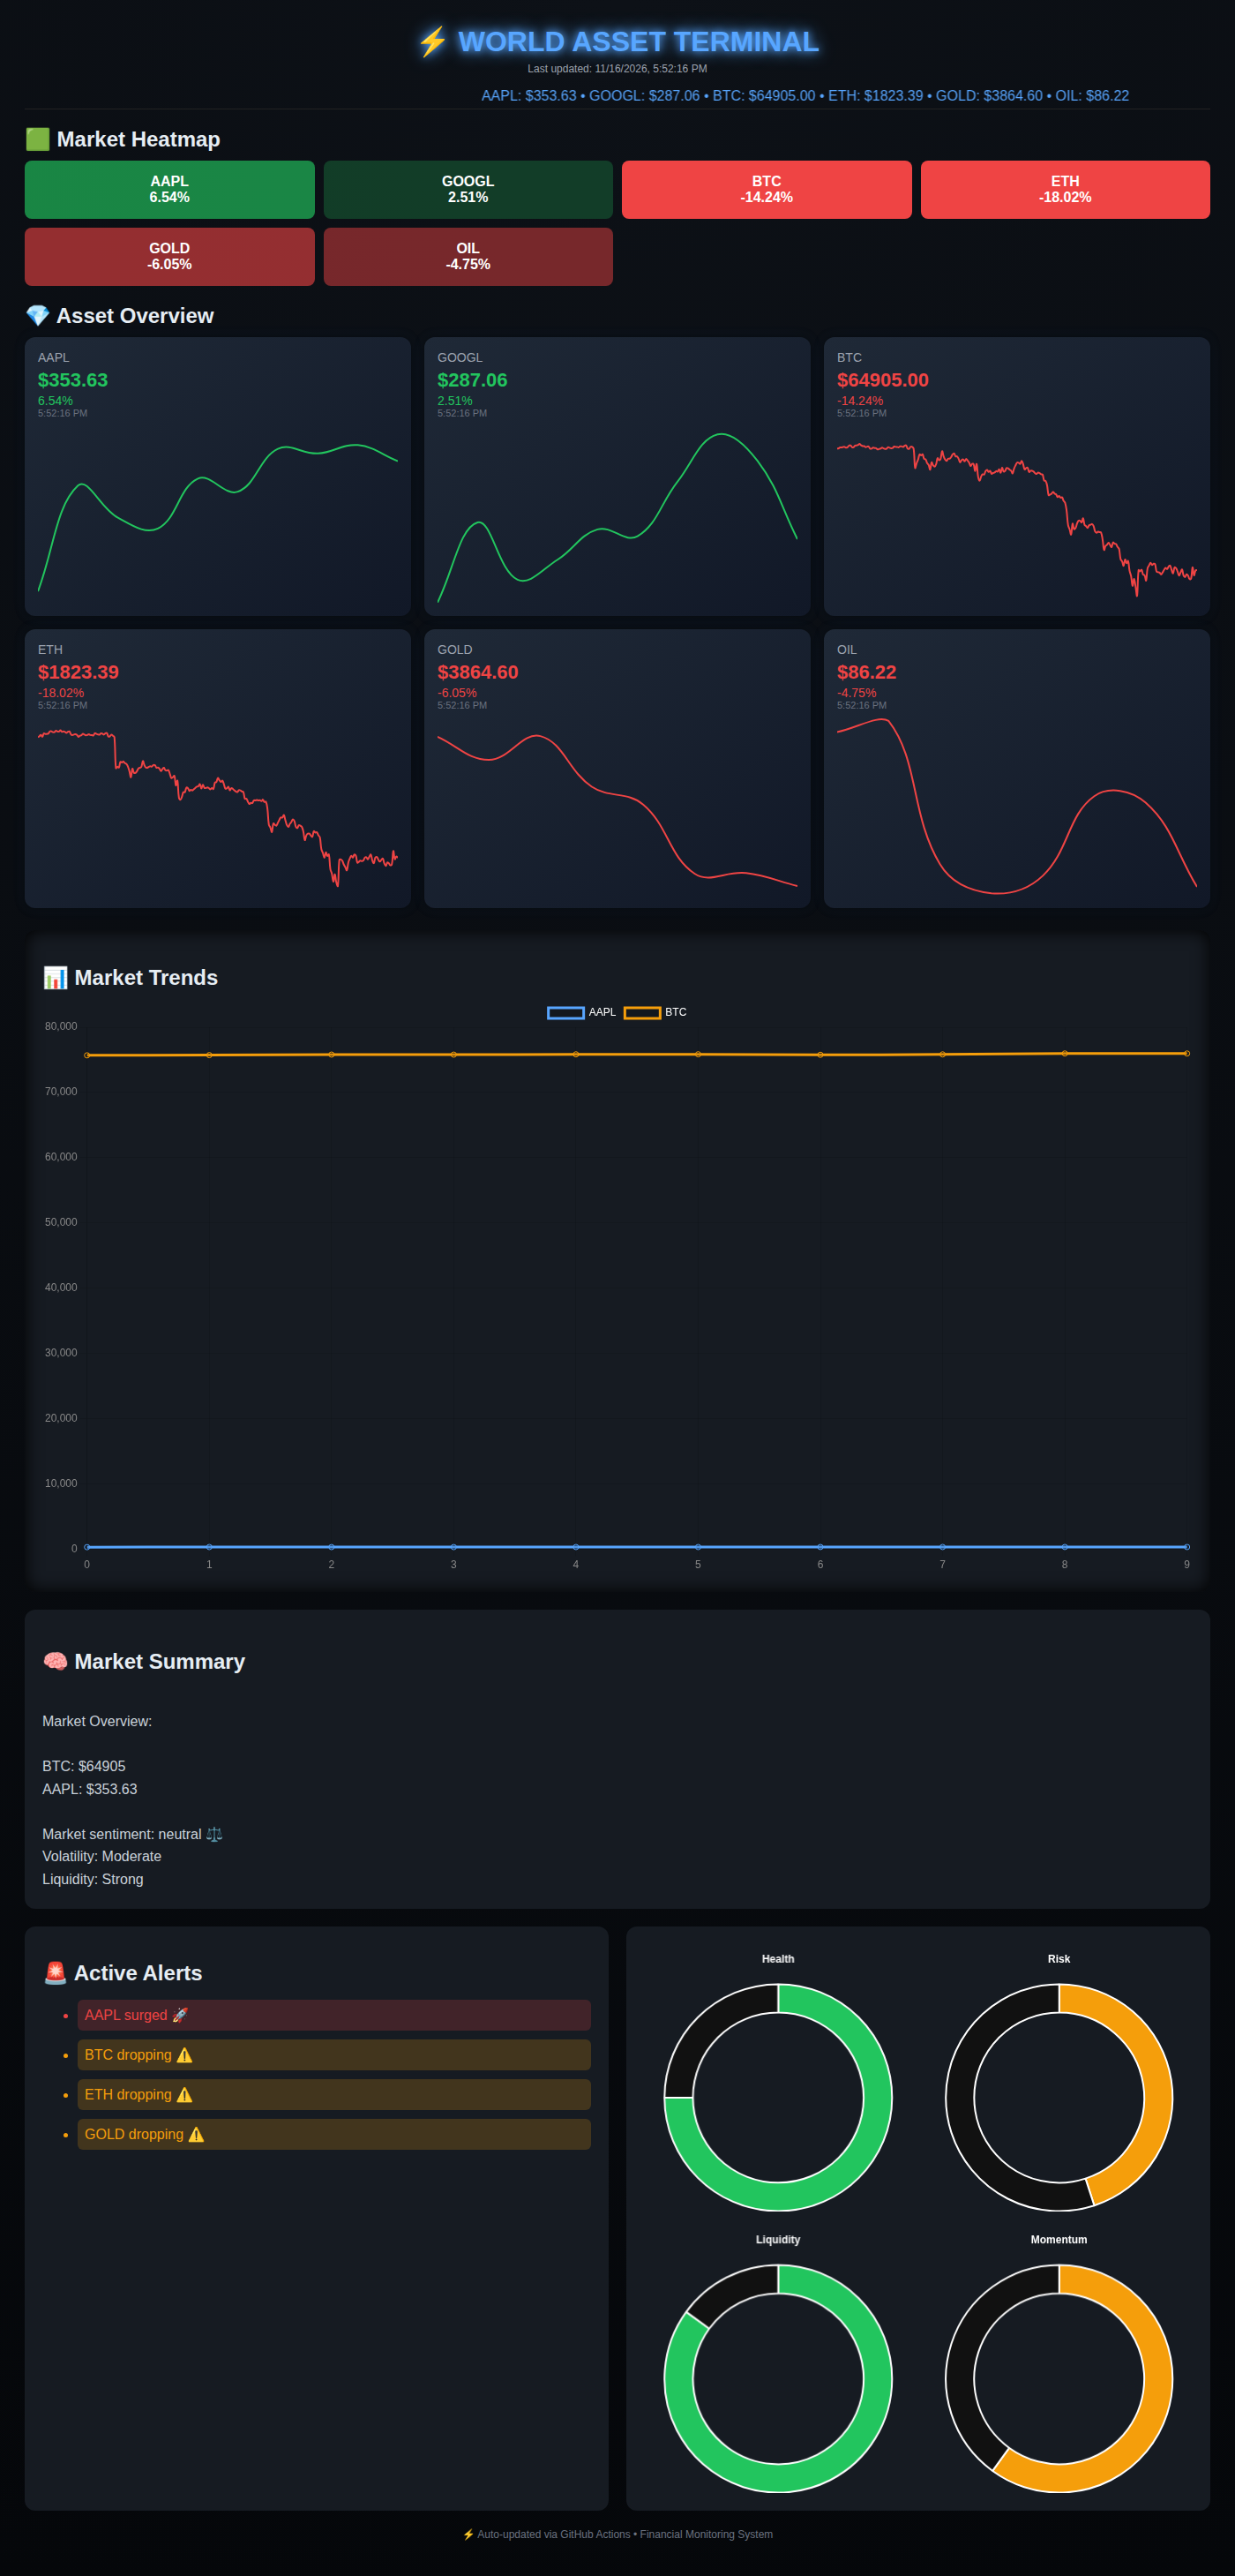 ⚡ WORLD ASSET TERMINAL
Last updated: 11/16/2026, 5:52:16 PM
AAPL: $353.63 • GOOGL: $287.06 • BTC: $64905.00 • ETH: $1823.39 • GOLD: $3864.60 • OIL: $86.22
🟩 Market Heatmap
AAPL
6.54%
GOOGL
2.51%
BTC
-14.24%
ETH
-18.02%
GOLD
-6.05%
OIL
-4.75%
💎 Asset Overview
AAPL
$353.63
6.54%
5:52:16 PM
GOOGL
$287.06
2.51%
5:52:16 PM
BTC
$64905.00
-14.24%
5:52:16 PM
ETH
$1823.39
-18.02%
5:52:16 PM
GOLD
$3864.60
-6.05%
5:52:16 PM
OIL
$86.22
-4.75%
5:52:16 PM
📊 Market Trends
AAPL BTC
80,000
70,000
60,000
50,000
40,000
30,000
20,000
10,000
0
0 1 2 3 4 5 6 7 8 9
🧠 Market Summary
Market Overview:
BTC: $64905
AAPL: $353.63
Market sentiment: neutral ⚖️
Volatility: Moderate
Liquidity: Strong
🚨 Active Alerts
• AAPL surged 🚀
• BTC dropping ⚠️
• ETH dropping ⚠️
• GOLD dropping ⚠️
Health
Risk
Liquidity
Momentum
⚡ Auto-updated via GitHub Actions • Financial Monitoring System